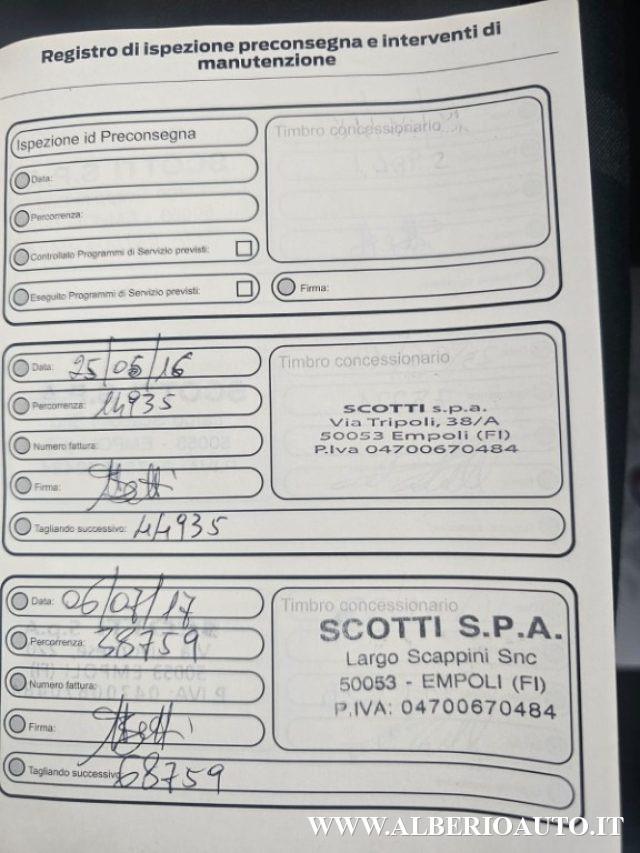 Registro di ispezione preconsegna e interventi di
manutenzione
Ispezione id Preconsegna
Data:
Percorrenza:
Controllato Programmi di Servizio previsti:
Eseguito Programmi di Servizio previsti:
Timbro concessionario
Firma:
Data: 25/05/16
Percorrenza: 14935
Numero fattura:
Firma:
Tagliando successivo: 44935
Timbro concessionario
SCOTTI s.p.a.
Via Tripoli, 38/A
50053 Empoli (FI)
P.Iva 04700670484
Data: 06/07/17
Percorrenza: 38759
Numero fattura:
Firma:
Tagliando successivo: 68759
Timbro concessionario
SCOTTI S.P.A.
Largo Scappini Snc
50053 - EMPOLI (FI)
P.IVA: 04700670484
WWW.ALBERIOAUTO.IT